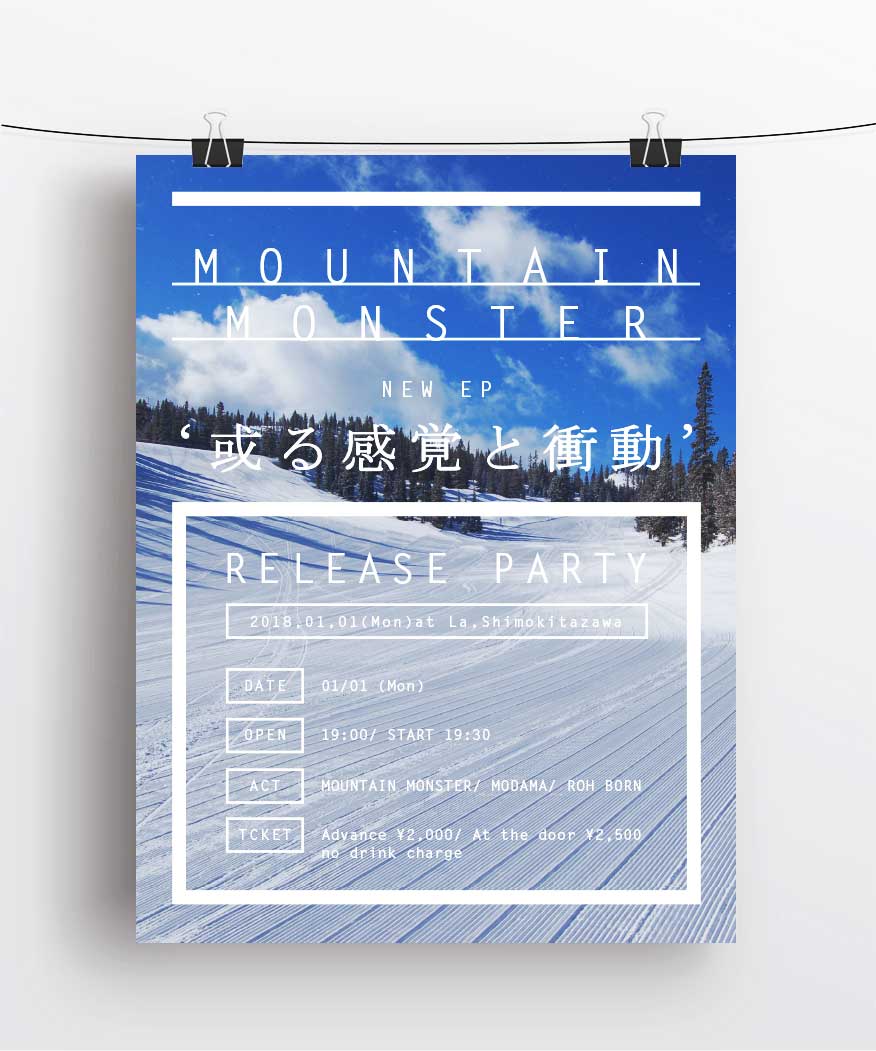 MOUNTAIN
MONSTER
NEW EP
‘或る感覚と衝動’
RELEASE PARTY
2018.01.01(Mon)at La,Shimokitazawa
DATE 01/01 (Mon)
OPEN 19:00/ START 19:30
ACT MOUNTAIN MONSTER/ MODAMA/ ROH BORN
TCKET Advance ¥2,000/ At the door ¥2,500
no drink charge